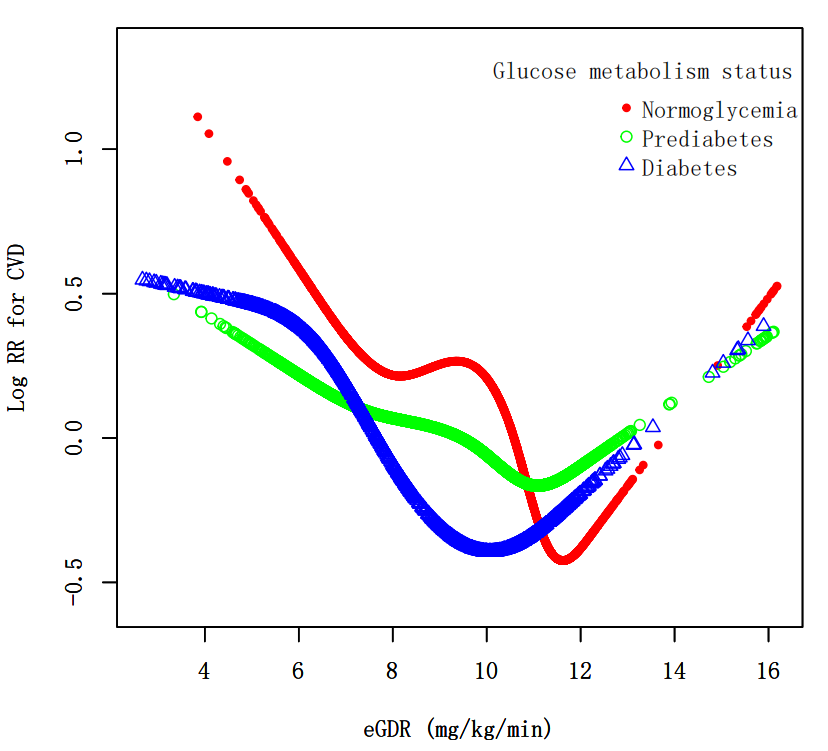 Glucose metabolism status
Normoglycemia
Prediabetes
Diabetes
1.0
0.5
0.0
-0.5
Log RR for CVD
4 6 8 10 12 14 16
eGDR (mg/kg/min)